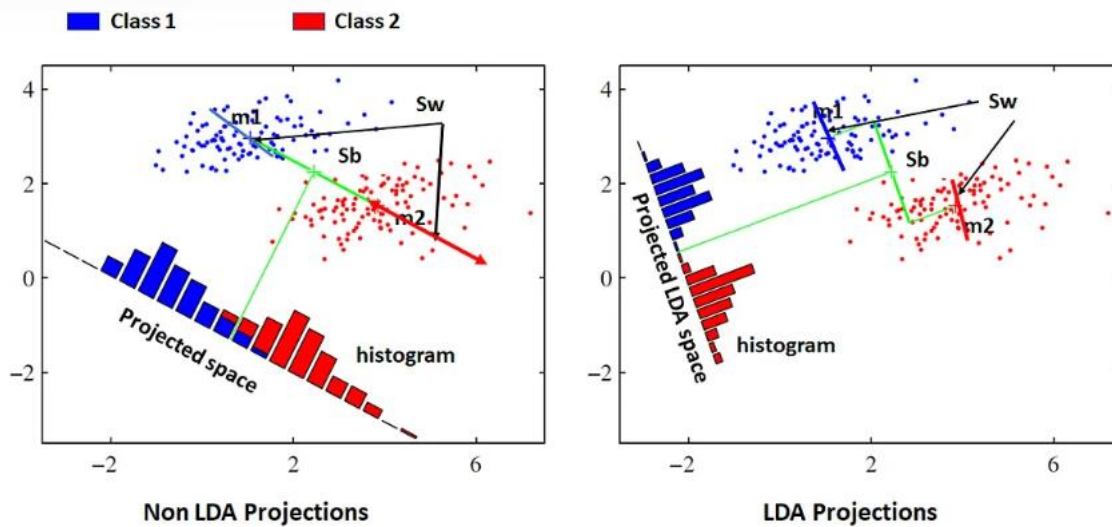 Class 1
Class 2
4
2
0
−2
−2
2
6
m1
Sw
Sb
m2
Projected space
histogram
Non LDA Projections
4
2
0
−2
−2
2
6
m1
Sw
Sb
m2
Projected LDA space
histogram
LDA Projections